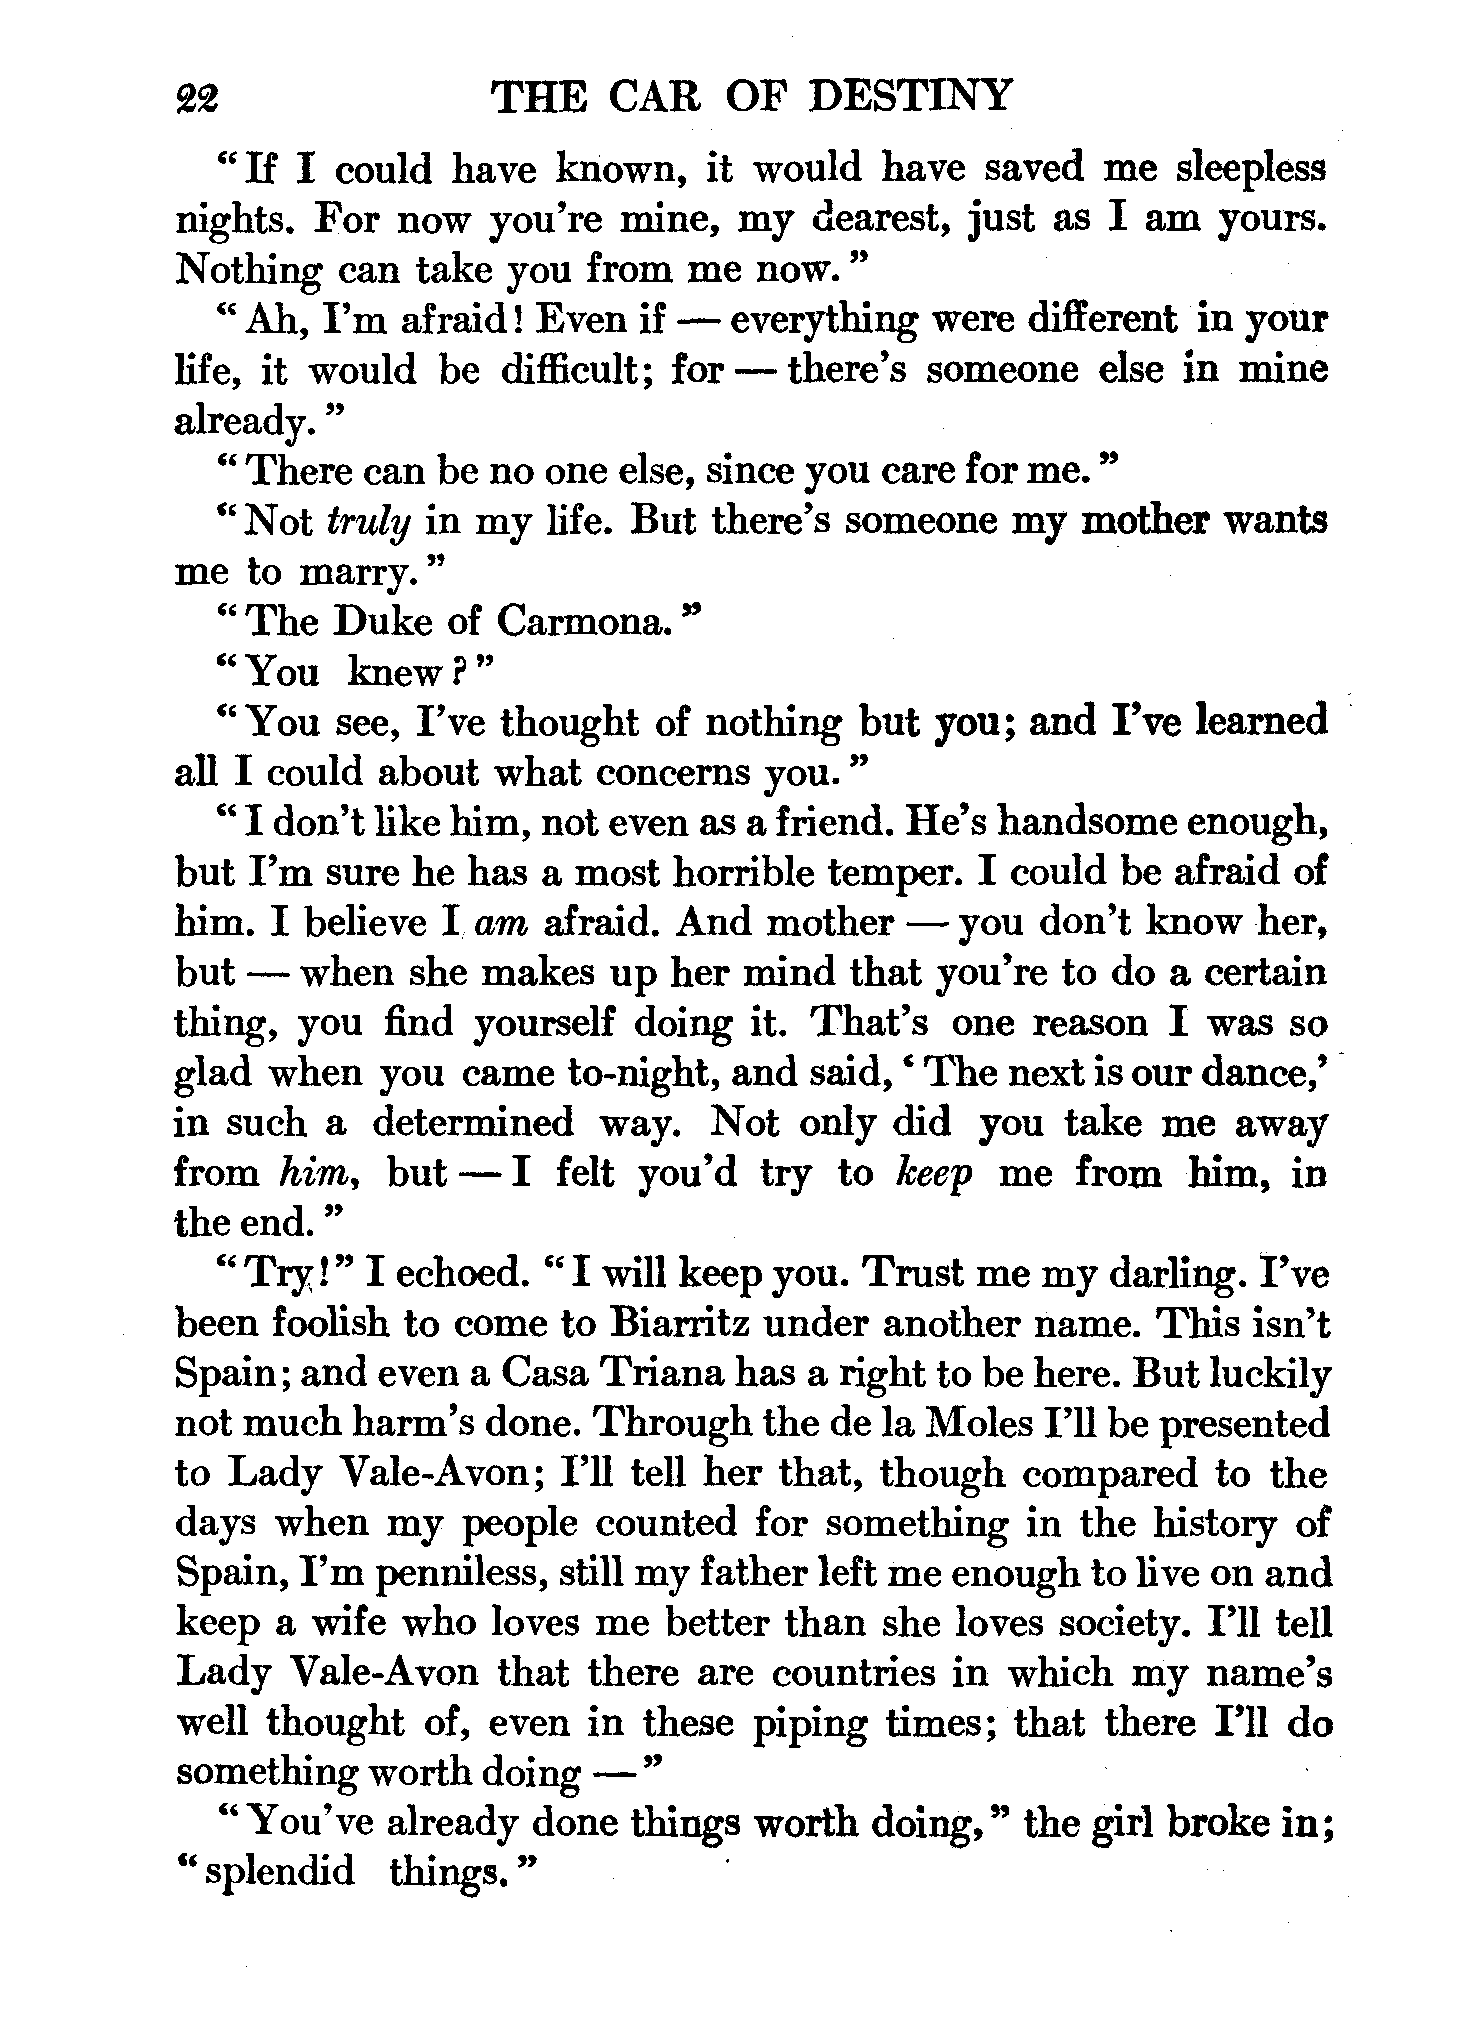 22 THE CAR OF DESTINY
“If I could have known, it would have saved me sleepless
nights. For now you’re mine, my dearest, just as I am yours.
Nothing can take you from me now.”
“Ah, I’m afraid! Even if — everything were different in your
life, it would be difficult; for — there’s someone else in mine
already.”
“There can be no one else, since you care for me.”
“Not truly in my life. But there’s someone my mother wants
me to marry.”
“The Duke of Carmona.”
“You knew?”
“You see, I’ve thought of nothing but you; and I’ve learned
all I could about what concerns you.”
“I don’t like him, not even as a friend. He’s handsome enough,
but I’m sure he has a most horrible temper. I could be afraid of
him. I believe I am afraid. And mother — you don’t know her,
but — when she makes up her mind that you’re to do a certain
thing, you find yourself doing it. That’s one reason I was so
glad when you came to-night, and said, ‘The next is our dance,’
in such a determined way. Not only did you take me away
from him, but — I felt you’d try to keep me from him, in
the end.”
“Try!” I echoed. “I will keep you. Trust me my darling. I’ve
been foolish to come to Biarritz under another name. This isn’t
Spain; and even a Casa Triana has a right to be here. But luckily
not much harm’s done. Through the de la Moles I’ll be presented
to Lady Vale-Avon; I’ll tell her that, though compared to the
days when my people counted for something in the history of
Spain, I’m penniless, still my father left me enough to live on and
keep a wife who loves me better than she loves society. I’ll tell
Lady Vale-Avon that there are countries in which my name’s
well thought of, even in these piping times; that there I’ll do
something worth doing —”
“You’ve already done things worth doing,” the girl broke in;
“splendid things.”